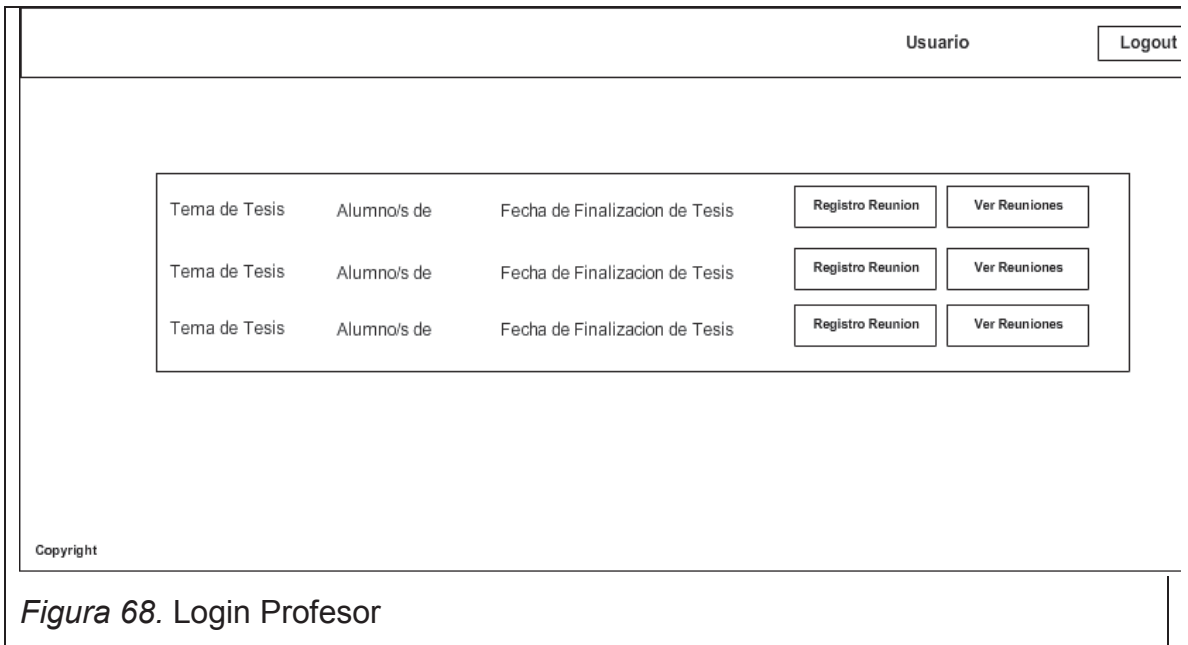 Usuario Logout
Tema de Tesis Alumno/s de Fecha de Finalizacion de Tesis Registro Reunion Ver Reuniones
Tema de Tesis Alumno/s de Fecha de Finalizacion de Tesis Registro Reunion Ver Reuniones
Tema de Tesis Alumno/s de Fecha de Finalizacion de Tesis Registro Reunion Ver Reuniones
Copyright
Figura 68. Login Profesor